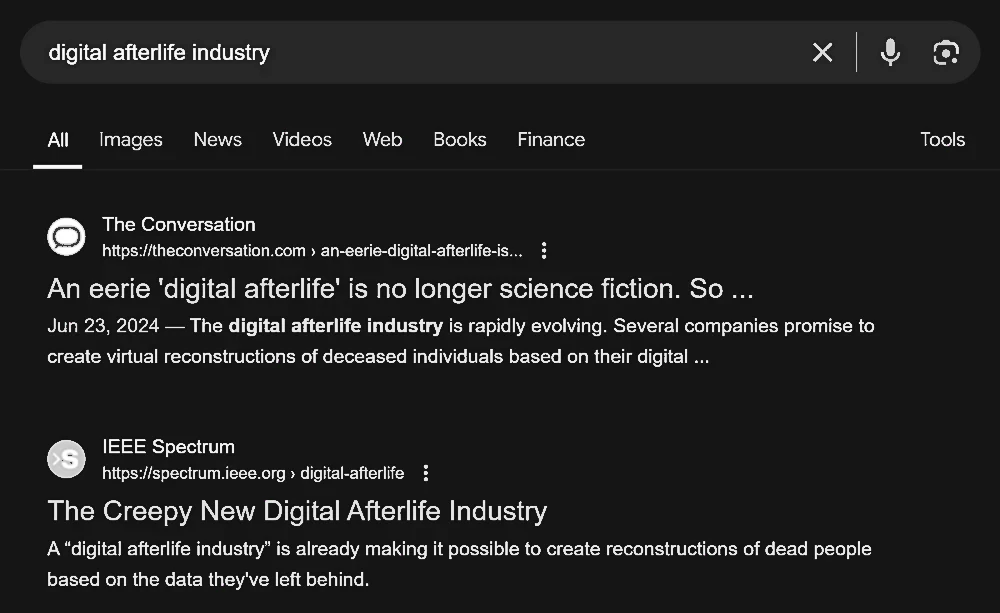 digital afterlife industry
All Images News Videos Web Books Finance Tools
The Conversation
https://theconversation.com › an-eerie-digital-afterlife-is...
An eerie 'digital afterlife' is no longer science fiction. So ...
Jun 23, 2024 — The digital afterlife industry is rapidly evolving. Several companies promise to
create virtual reconstructions of deceased individuals based on their digital ...
S
IEEE Spectrum
https://spectrum.ieee.org › digital-afterlife
The Creepy New Digital Afterlife Industry
A “digital afterlife industry” is already making it possible to create reconstructions of dead people
based on the data they've left behind.